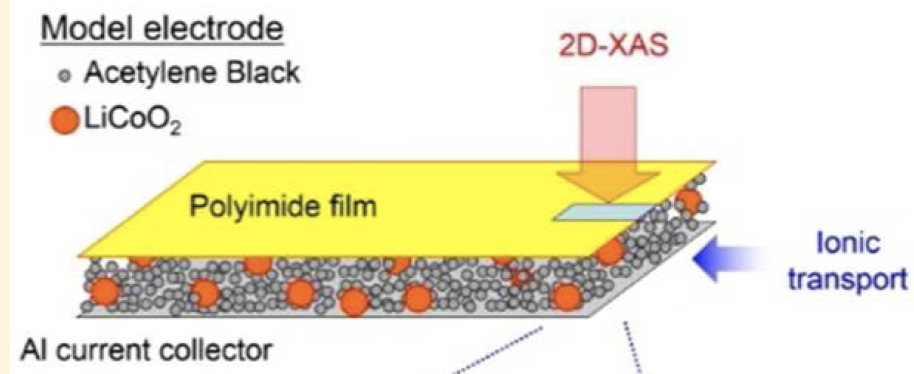 Model electrode
Acetylene Black
LiCoO₂
2D-XAS
Polyimide film
Ionic
transport
Al current collector